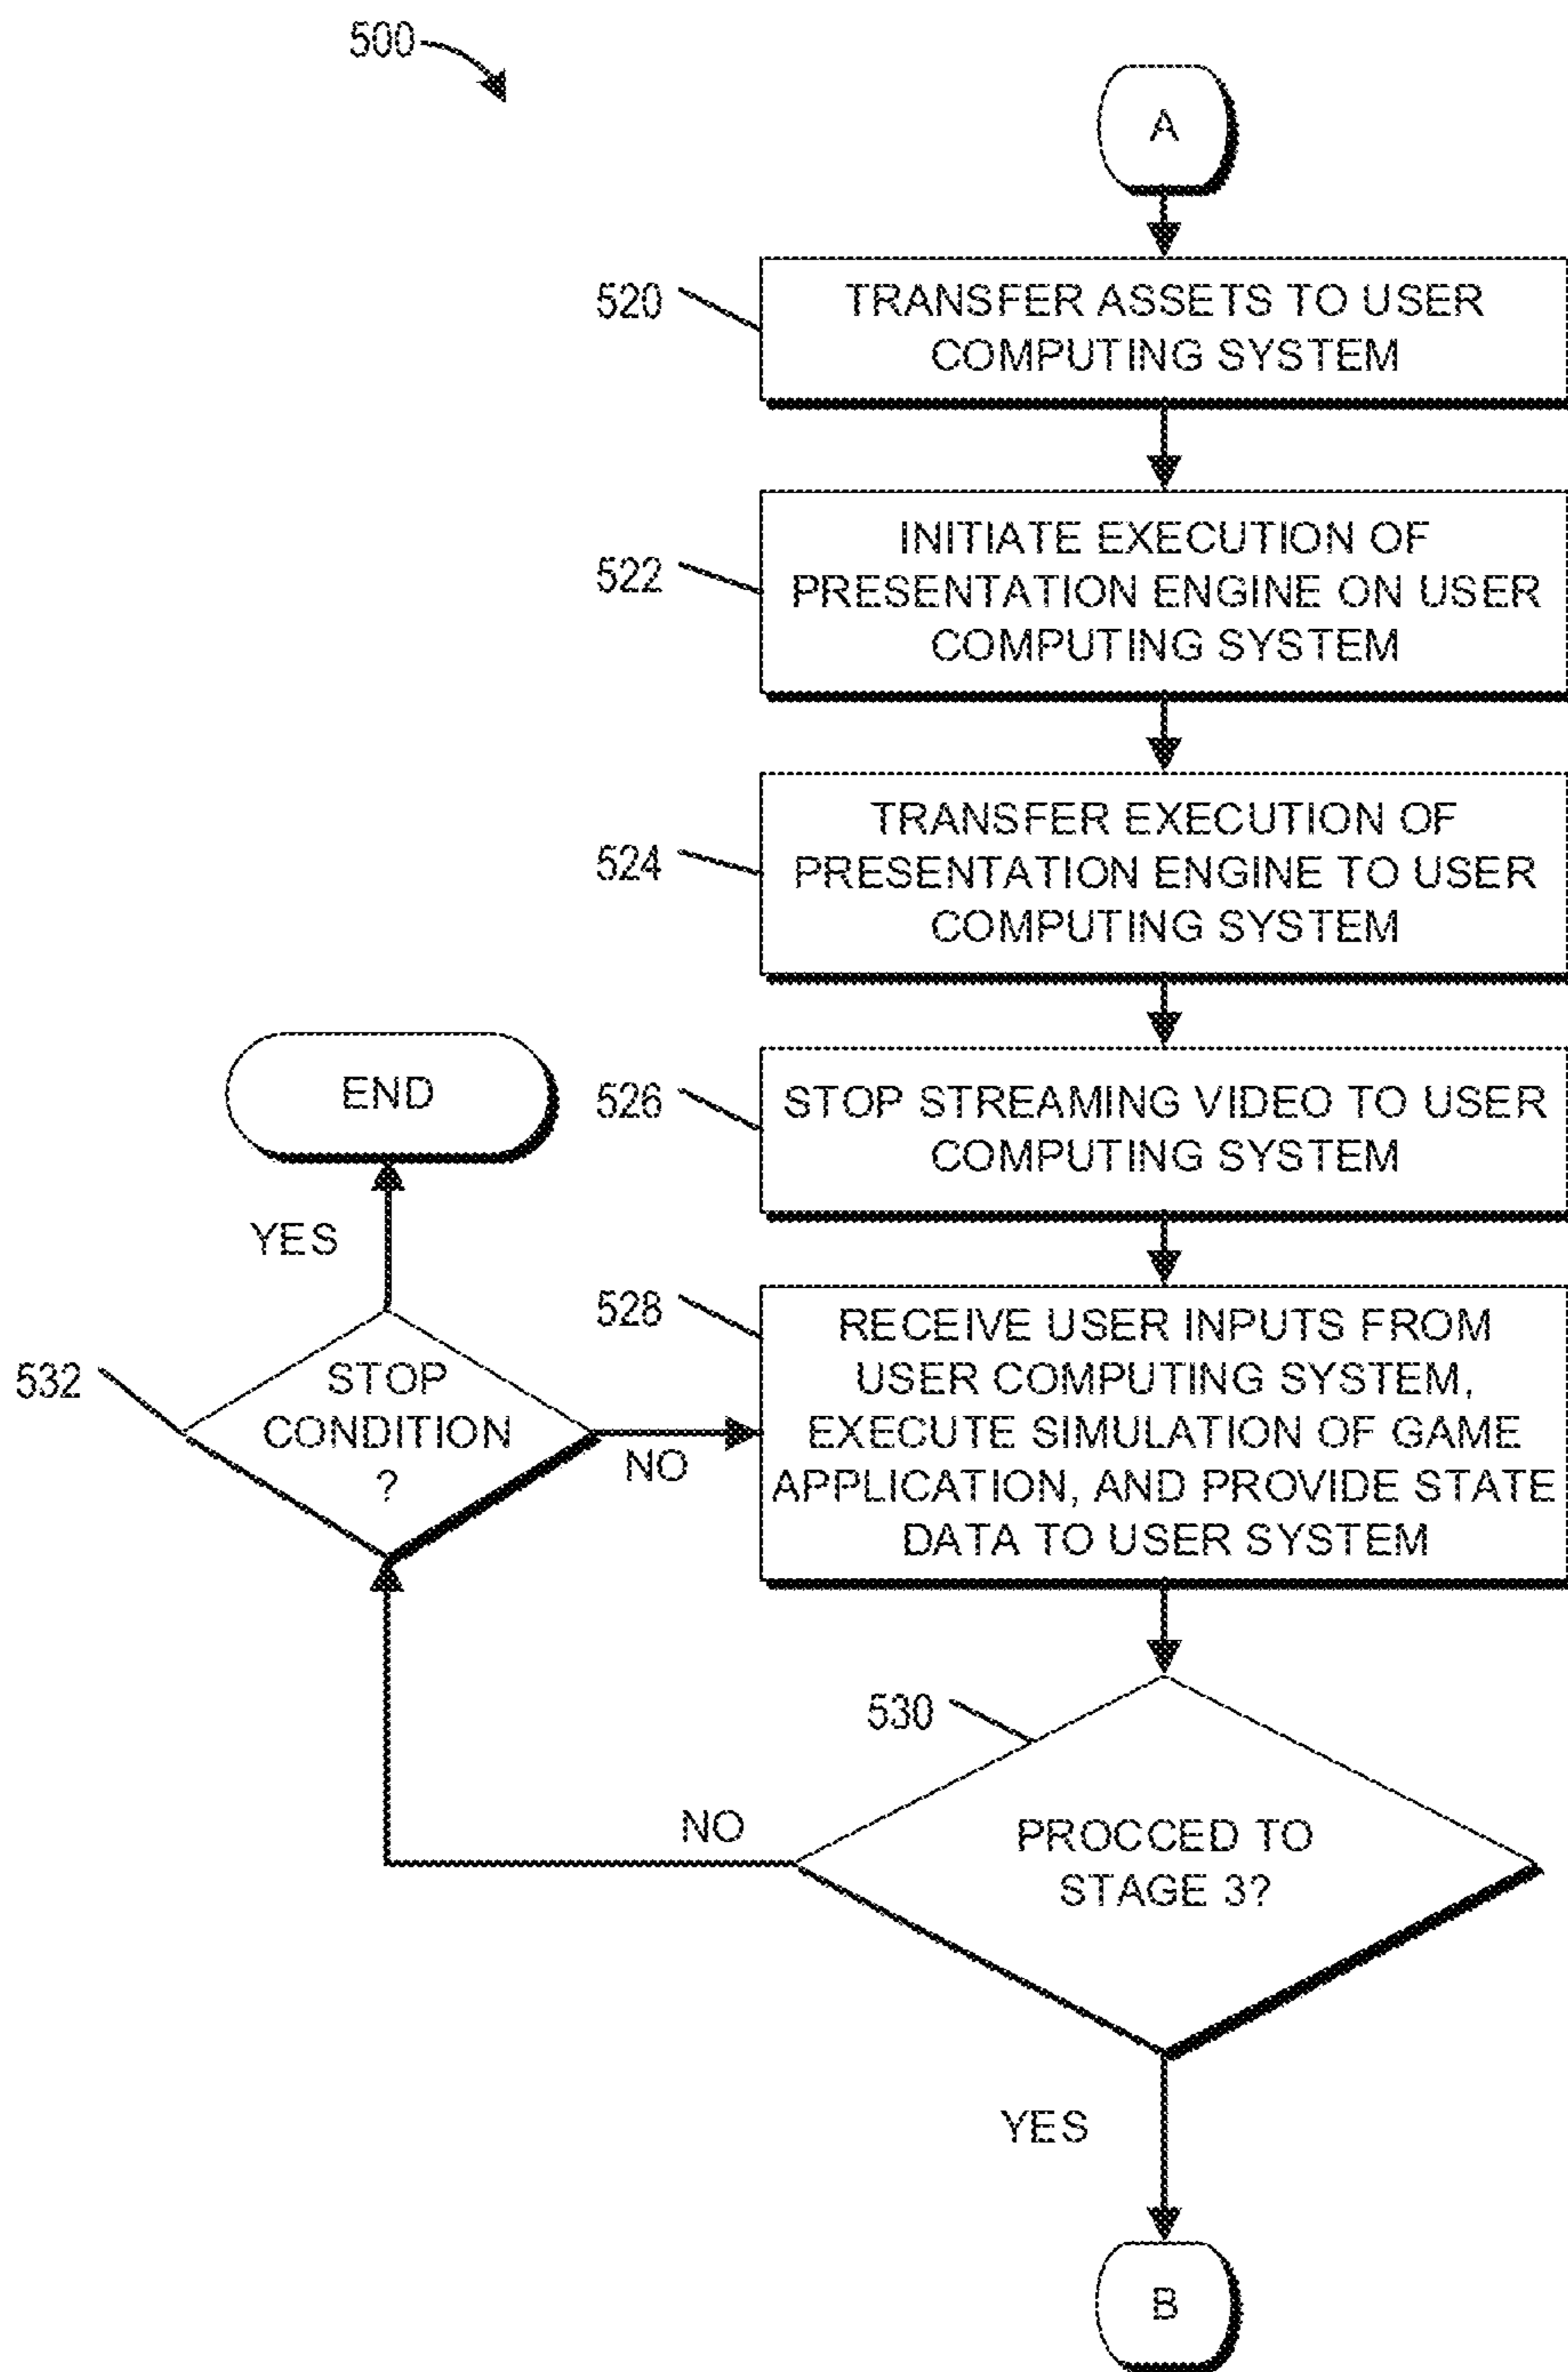 500
A
520
TRANSFER ASSETS TO USER
COMPUTING SYSTEM
522
INITIATE EXECUTION OF
PRESENTATION ENGINE ON USER
COMPUTING SYSTEM
524
TRANSFER EXECUTION OF
PRESENTATION ENGINE TO USER
COMPUTING SYSTEM
526
STOP STREAMING VIDEO TO USER
COMPUTING SYSTEM
END
YES
528
RECEIVE USER INPUTS FROM
USER COMPUTING SYSTEM,
EXECUTE SIMULATION OF GAME
APPLICATION, AND PROVIDE STATE
DATA TO USER SYSTEM
532
STOP
CONDITION
?
NO
530
PROCCED TO
STAGE 3?
NO
YES
B